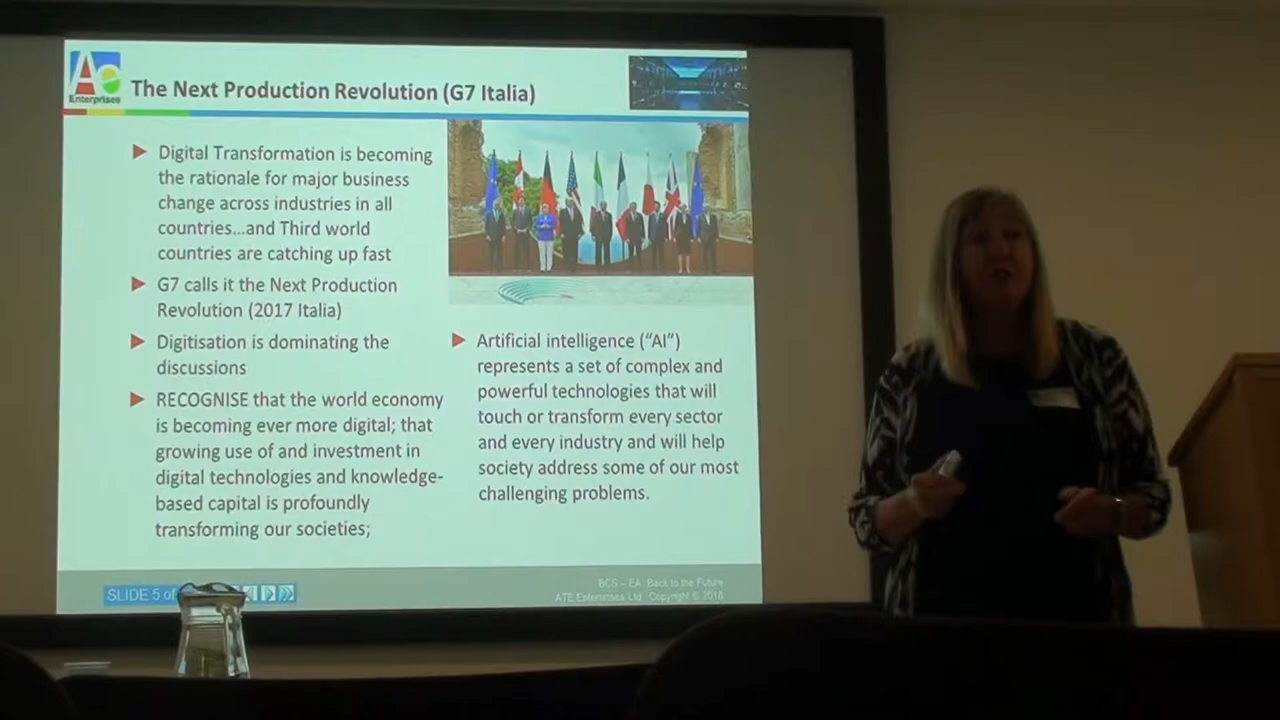 Ae
Enterprises
The Next Production Revolution (G7 Italia)
Digital Transformation is becoming
the rationale for major business
change across industries in all
countries...and Third world
countries are catching up fast
G7 calls it the Next Production
Revolution (2017 Italia)
Digitisation is dominating the
discussions
RECOGNISE that the world economy
is becoming ever more digital; that
growing use of and investment in
digital technologies and knowledge-
based capital is profoundly
transforming our societies;
Artificial intelligence (“AI”)
represents a set of complex and
powerful technologies that will
touch or transform every sector
and every industry and will help
society address some of our most
challenging problems.
SLIDE 5 of
BCS – EA Back to the Future
ATE Enterprises Ltd Copyright © 2018